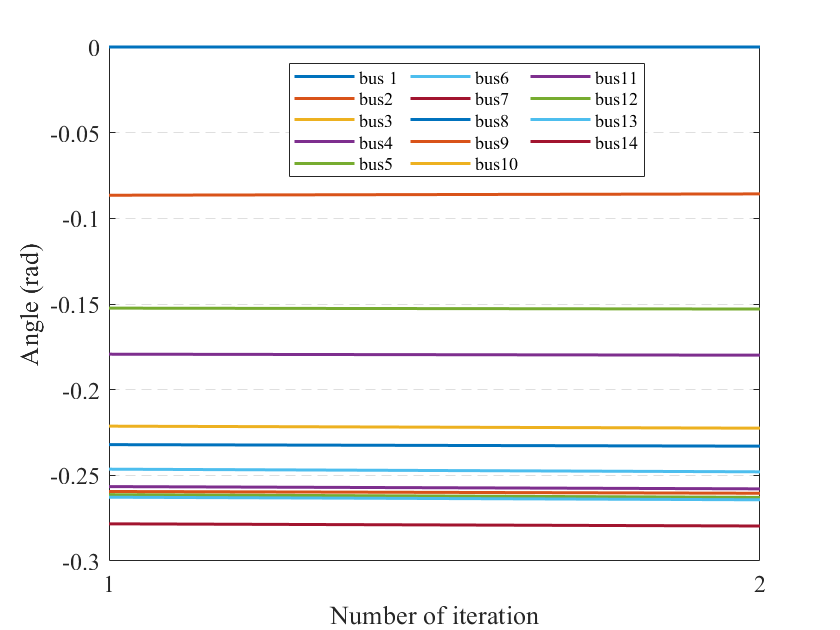 0
-0.05
-0.1
-0.15
-0.2
-0.25
-0.3
Angle (rad)
bus 1
bus2
bus3
bus4
bus5
bus6
bus7
bus8
bus9
bus10
bus11
bus12
bus13
bus14
1
2
Number of iteration